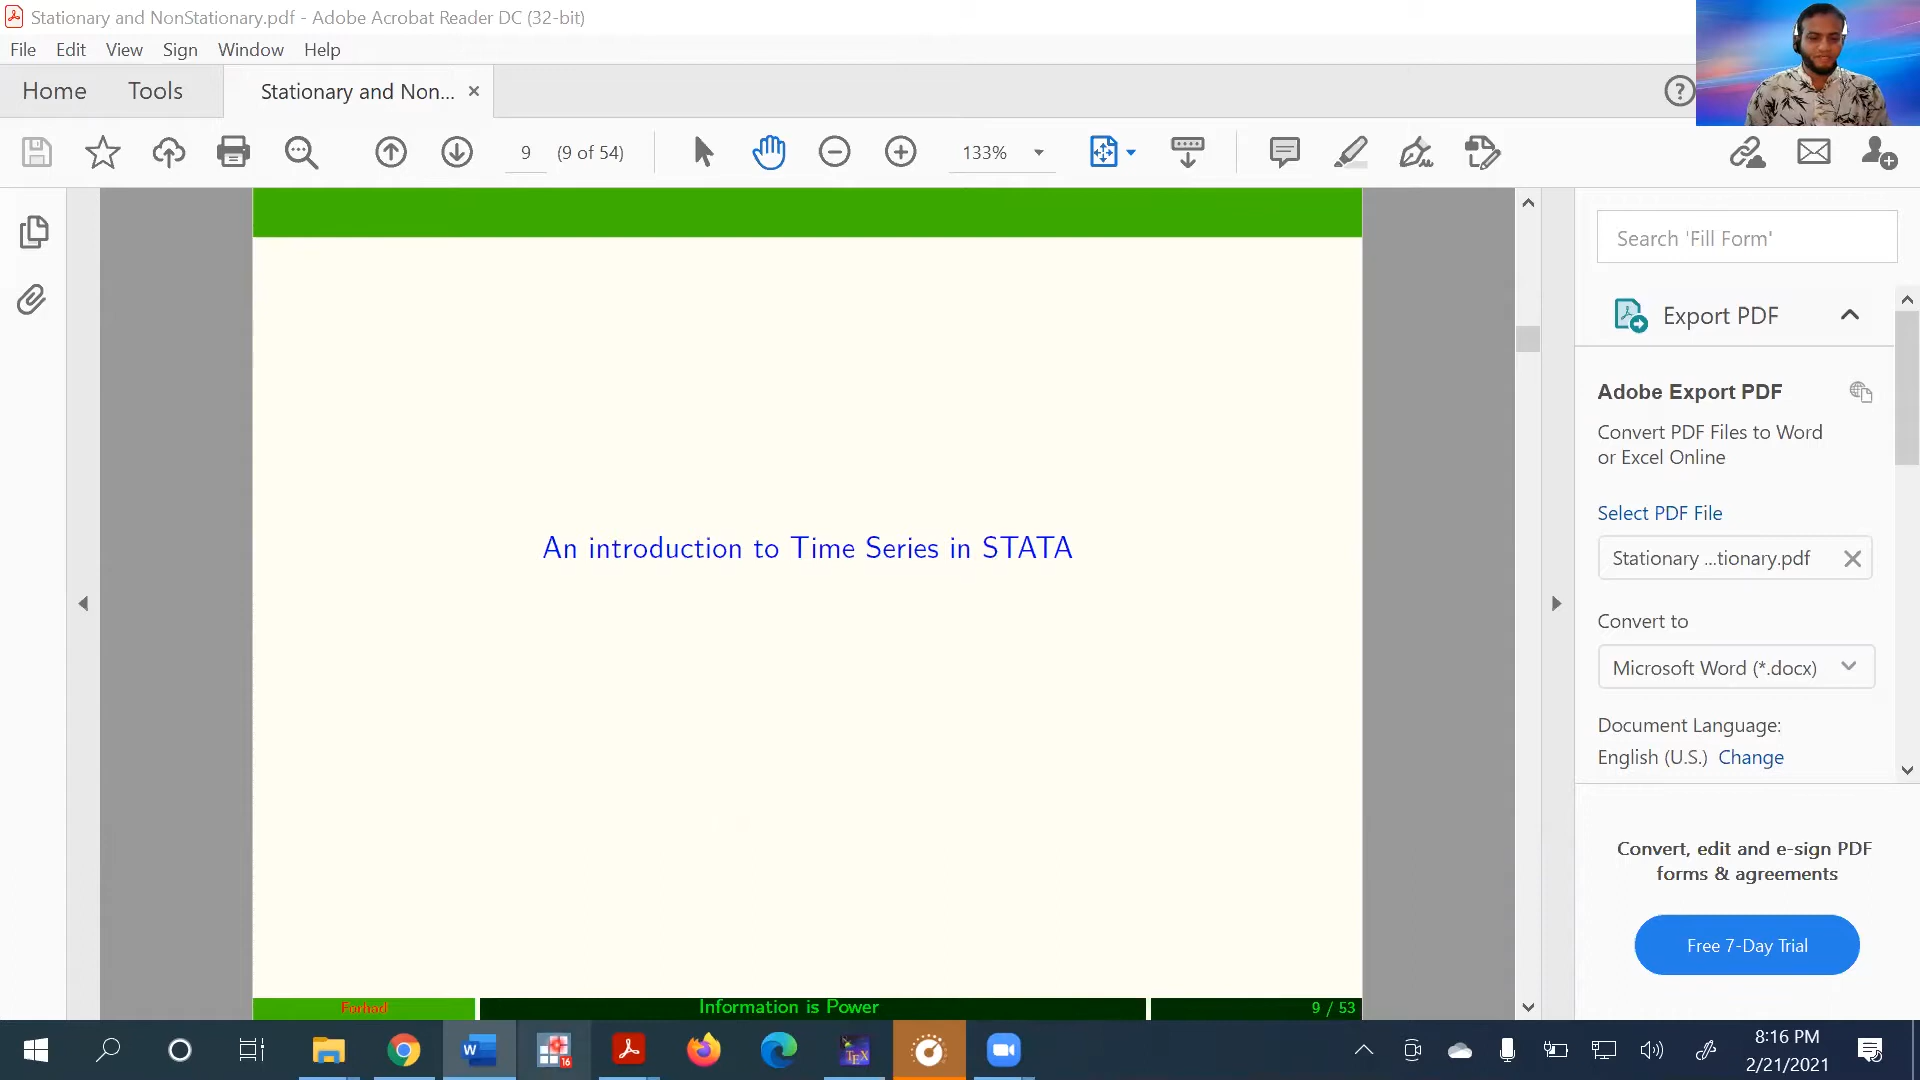 Stationary and NonStationary.pdf - Adobe Acrobat Reader DC (32-bit)
File Edit View Sign Window Help
Home Tools Stationary and Non... ×
?
9 (9 of 54) 133%
Search 'Fill Form'
Export PDF
Adobe Export PDF
Convert PDF Files to Word
or Excel Online
Select PDF File
Stationary ...tionary.pdf
Convert to
Microsoft Word (*.docx)
Document Language:
English (U.S.) Change
Convert, edit and e-sign PDF
forms & agreements
Free 7-Day Trial
An introduction to Time Series in STATA
Farhad Information is Power 9 / 53
W
16
TEX
8:16 PM
2/21/2021